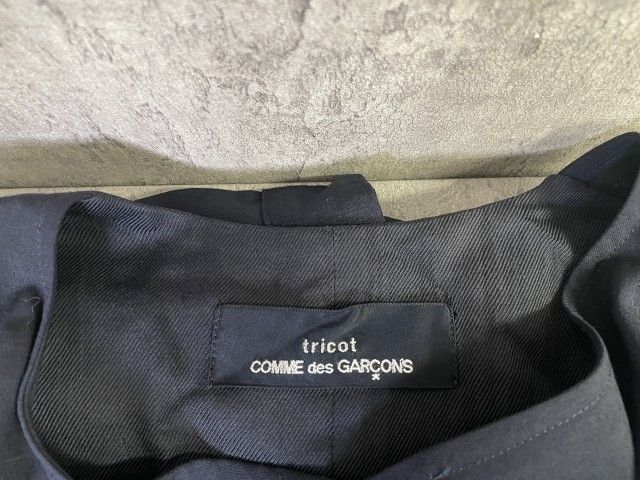 tricot
COMME des GARÇONS
*